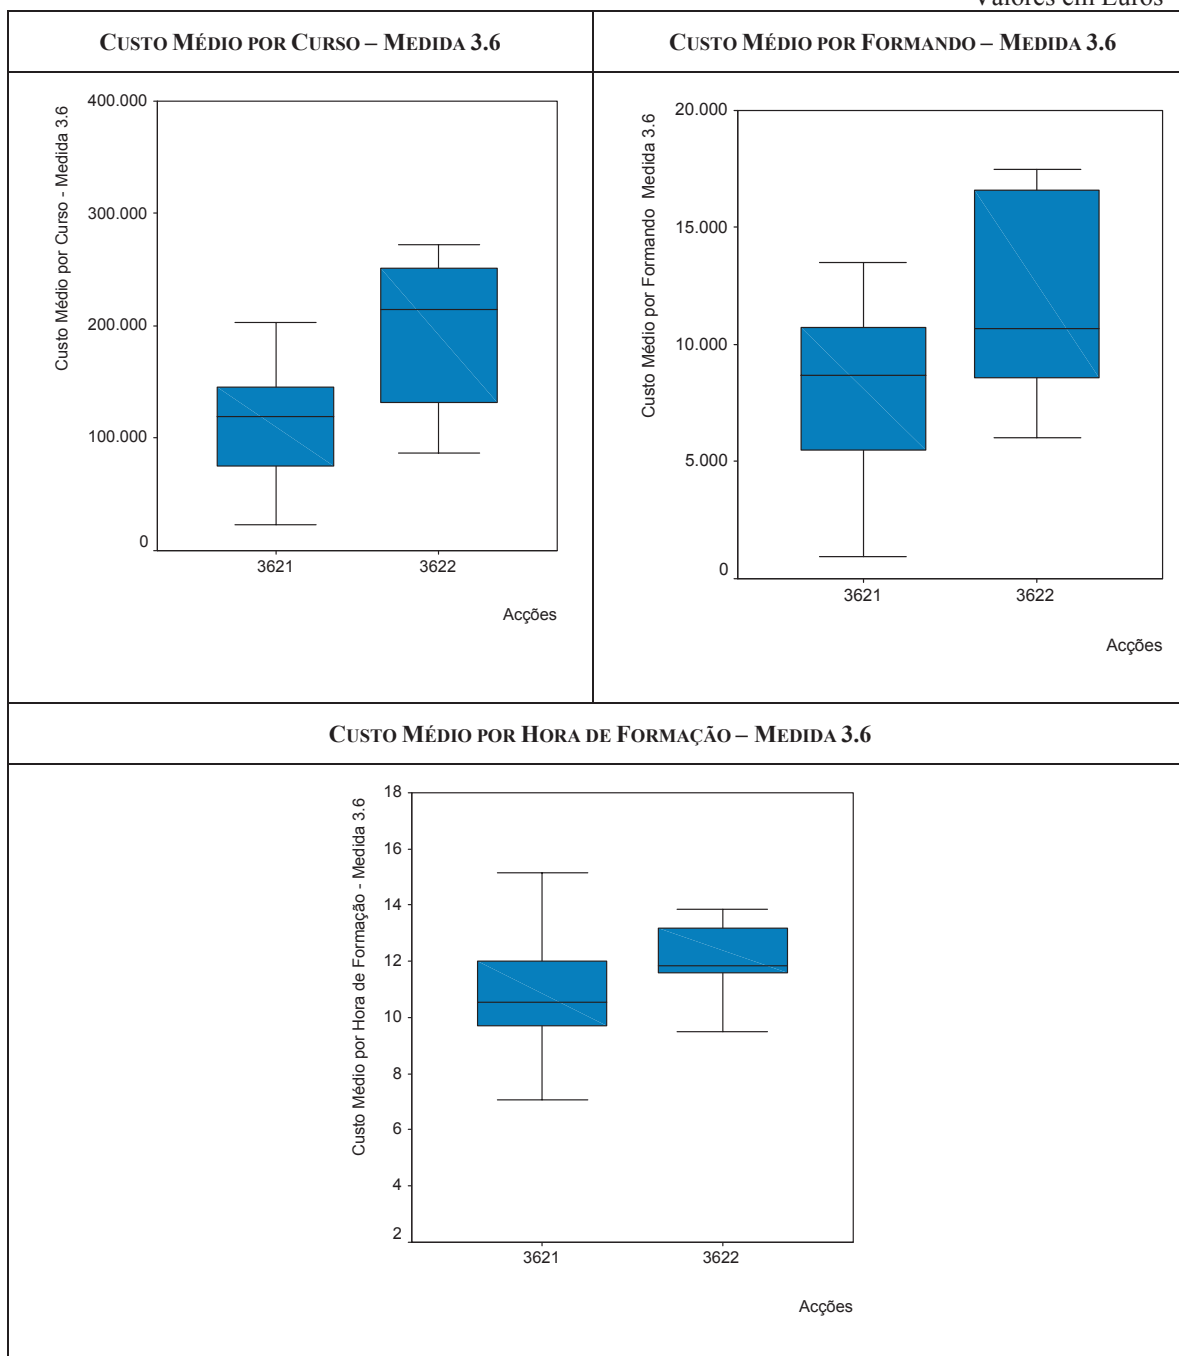 Valores em Euros
CUSTO MÉDIO POR CURSO – MEDIDA 3.6
CUSTO MÉDIO POR FORMANDO – MEDIDA 3.6
Custo Médio por Curso - Medida 3.6
400.000
300.000
200.000
100.000
0
3621
3622
Acções
Custo Médio por Formando Medida 3.6
20.000
15.000
10.000
5.000
0
3621
3622
Acções
CUSTO MÉDIO POR HORA DE FORMAÇÃO – MEDIDA 3.6
Custo Médio por Hora de Formação - Medida 3.6
18
16
14
12
10
8
6
4
2
3621
3622
Acções